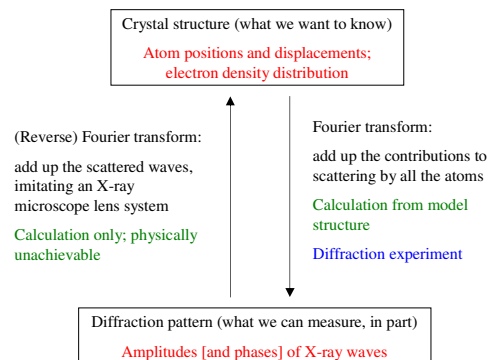 Crystal structure (what we want to know)
Atom positions and displacements;
electron density distribution
(Reverse) Fourier transform:
add up the scattered waves,
imitating an X-ray
microscope lens system
Calculation only; physically
unachievable
Fourier transform:
add up the contributions to
scattering by all the atoms
Calculation from model
structure
Diffraction experiment
Diffraction pattern (what we can measure, in part)
Amplitudes [and phases] of X-ray waves